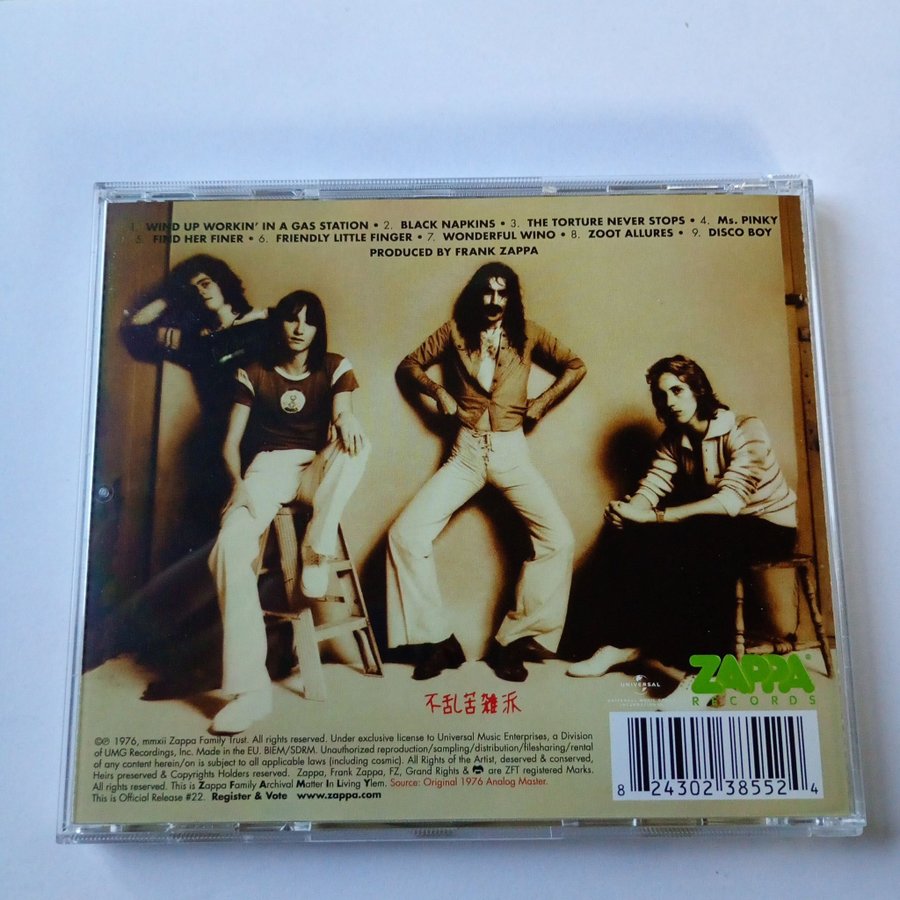 1. WIND UP WORKIN' IN A GAS STATION • 2. BLACK NAPKINS • 3. THE TORTURE NEVER STOPS • 4. Ms. PINKY
5. FIND HER FINER • 6. FRIENDLY LITTLE FINGER • 7. WONDERFUL WINO • 8. ZOOT ALLURES • 9. DISCO BOY
PRODUCED BY FRANK ZAPPA
不乱苦雑派
UNIVERSAL
ZAPPA
RECORDS
©℗ 1976, mmxii Zappa Family Trust. All rights reserved. Under exclusive license to Universal Music Enterprises, a Division
of UMG Recordings, Inc. Made in the EU. BIEM/SDRM. Unauthorized reproduction/sampling/distribution/filesharing/rental
of any content herein/on is subject to all applicable laws (including cosmic). All Rights of the Artist, deserved & conserved,
Heirs preserved & Copyrights Holders reserved. Zappa, Frank Zappa, FZ, Grand Rights & are ZFT registered Marks.
All rights reserved. This is Zappa Family Archival Matter In Living Ylem. Source: Original 1976 Analog Master.
This is Official Release #22. Register & Vote www.zappa.com
8 24302 38552 4